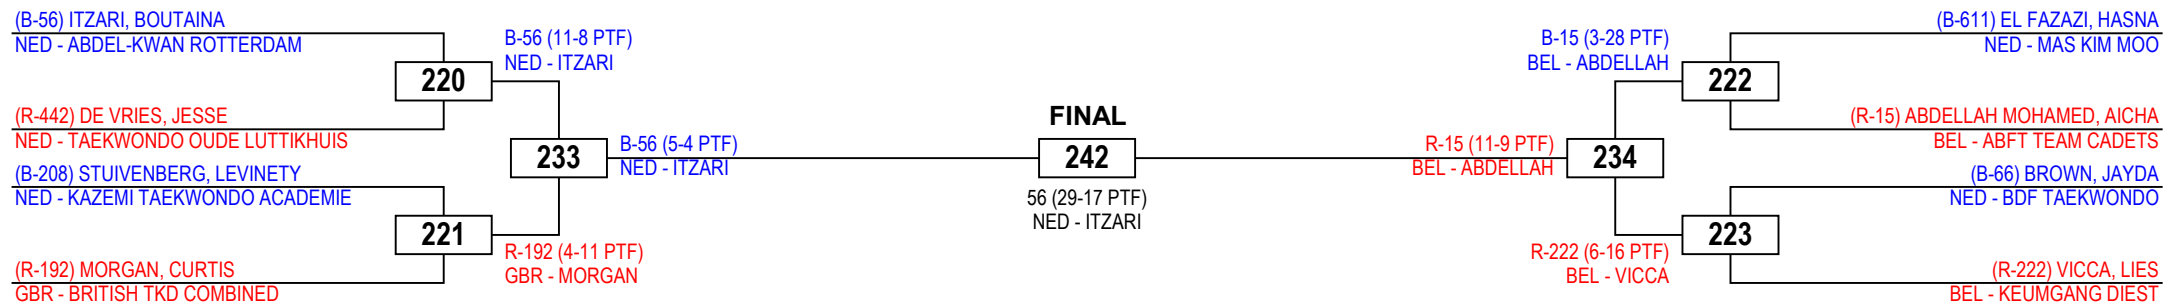 (B-56) ITZARI, BOUTAINA
NED - ABDEL-KWAN ROTTERDAM
(R-442) DE VRIES, JESSE
NED - TAEKWONDO OUDE LUTTIKHUIS
(B-208) STUIVENBERG, LEVINETY
NED - KAZEMI TAEKWONDO ACADEMIE
(R-192) MORGAN, CURTIS
GBR - BRITISH TKD COMBINED
220
221
B-56 (11-8 PTF)
NED - ITZARI
R-192 (4-11 PTF)
GBR - MORGAN
233
B-56 (5-4 PTF)
NED - ITZARI
FINAL
242
56 (29-17 PTF)
NED - ITZARI
R-15 (11-9 PTF)
BEL - ABDELLAH
234
B-15 (3-28 PTF)
BEL - ABDELLAH
R-222 (6-16 PTF)
BEL - VICCA
222
223
(B-611) EL FAZAZI, HASNA
NED - MAS KIM MOO
(R-15) ABDELLAH MOHAMED, AICHA
BEL - ABFT TEAM CADETS
(B-66) BROWN, JAYDA
NED - BDF TAEKWONDO
(R-222) VICCA, LIES
BEL - KEUMGANG DIEST